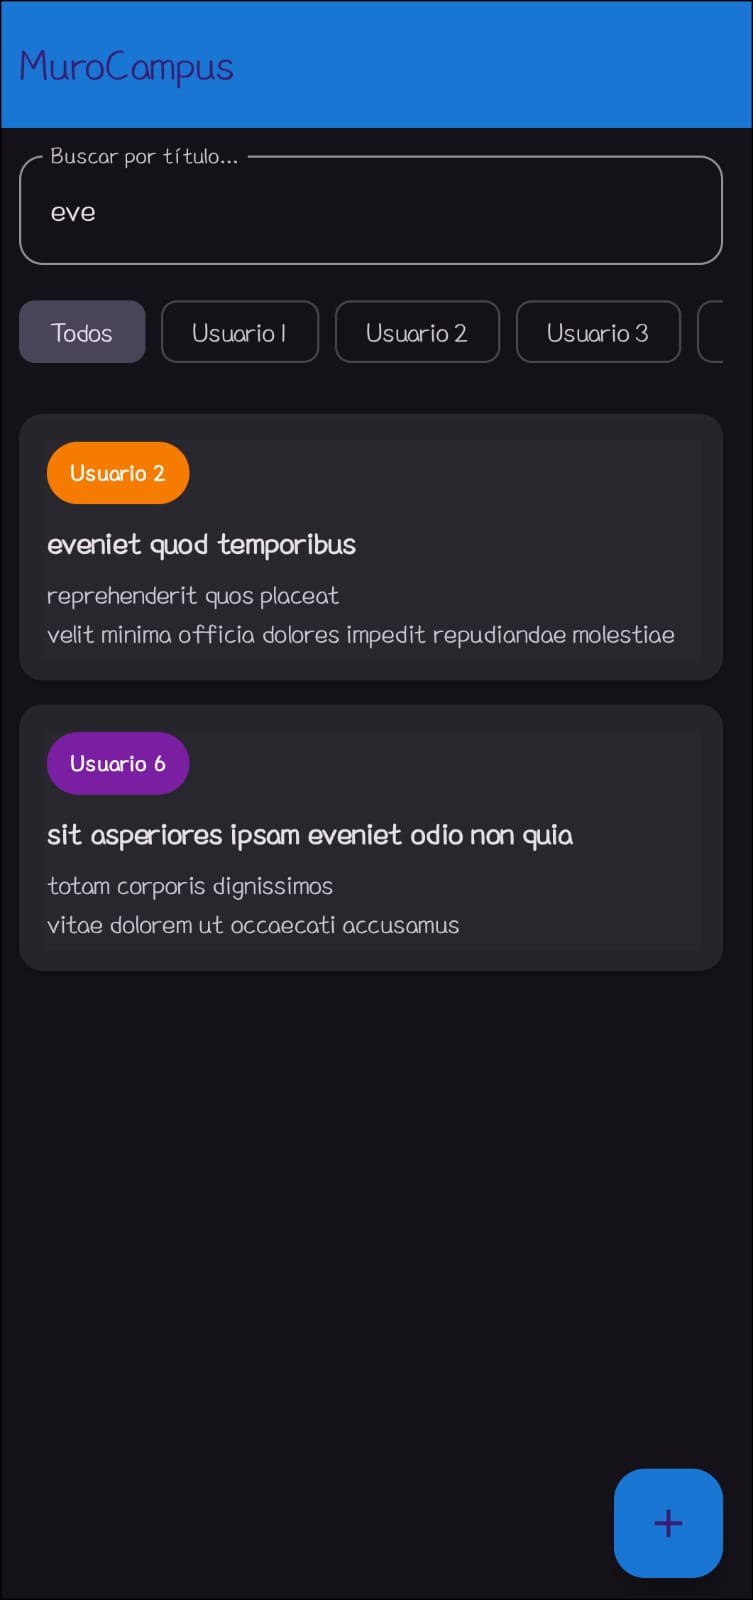 MuroCampus
Buscar por título...
eve
Todos
Usuario 1
Usuario 2
Usuario 3
Usuario 2
eveniet quod temporibus
reprehenderit quos placeat
velit minima officia dolores impedit repudiandae molestiae
Usuario 6
sit asperiores ipsam eveniet odio non quia
totam corporis dignissimos
vitae dolorem ut occaecati accusamus
+